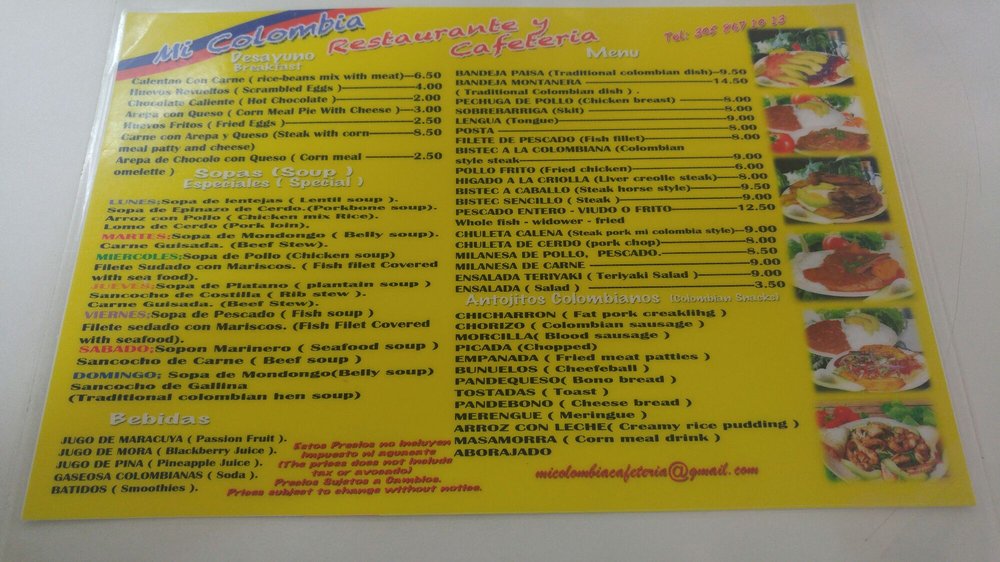 Mi Colombia
Restaurante y
Cafeteria
Tel: 305 867 19 13
Desayuno
Breakfast
Calentao Con Carne ( rice-beans mix with meat)—6.50
Huevos Revueltos ( Scrambled Eggs )—4.00
Chocolate Caliente ( Hot Chocolate )—2.00
Arepa con Queso ( Corn Meal Pie With Cheese )—3.00
Huevos Fritos ( Fried Eggs )—2.50
Carne con Arepa y Queso (Steak with corn—8.50
meal patty and cheese)
Arepa de Chocolo con Queso ( Corn meal—2.50
omelette )
Sopas (Soup )
Especiales ( Special )
LUNES;Sopa de lentejas ( Lentil soup ).
Sopa de Epinazo de Cerdo.(Porkbone soup).
Arroz con Pollo ( Chicken mix Rice).
Lomo de Cerdo (Pork loin).
MARTES;Sopa de Mondongo ( Belly soup).
Carne Guisada. (Beef Stew).
MIERCOLES;Sopa de Pollo (Chicken soup)
Filete Sudado con Mariscos. ( Fish filet Covered
with sea food).
JUEVES;Sopa de Platano ( plantain soup )
Sancocho de Costilla ( Rib stew ).
Carne Guisada. (Beef Stew).
VIERNES;Sopa de Pescado ( Fish soup )
Filete sedado con Mariscos. (Fish Filet Covered
with seafood).
SABADO;Sopon Marinero ( Seafood soup )
Sancocho de Carne ( Beef soup )
DOMINGO; Sopa de Mondongo(Belly soup)
Sancocho de Gallina
(Traditional colombian hen soup)
Bebidas
JUGO DE MARACUYA ( Passion Fruit ).
JUGO DE MORA ( Blackberry Juice ).
JUGO DE PINA ( Pineapple Juice ).
GASEOSA COLOMBIANAS ( Soda ).
BATIDOS ( Smoothies ).
Estos Precios no incluyen
impuesto ni aguacate
(The prices does not include
tax or avocado)
Precios Sujetos a Cambios.
Prices subject to change without noties.
Menu
BANDEJA PAISA (Traditional colombian dish)—9.50
BANDEJA MONTANERA—14.50
( Traditional Colombian dish ) .
PECHUGA DE POLLO (Chicken breast)—8.00
SOBREBARRIGA (Skit)—8.00
LENGUA (Tongue)—9.00
POSTA—8.00
FILETE DE PESCADO (Fish fillet)—8.00
BISTEC A LA COLOMBIANA (Colombian
style steak—9.00
POLLO FRITO (Fried chicken)—6.00
HIGADO A LA CRIOLLA (Liver creolle steak)—8.00
BISTEC A CABALLO (Steak horse style)—9.50
BISTEC SENCILLO ( Steak )—9.00
PESCADO ENTERO - VIUDO O FRITO—12.50
Whole fish - widower - fried
CHULETA CALENA (Steak pork mi colombia style)—9.00
CHULETA DE CERDO (pork chop)—8.00
MILANESA DE POLLO, PESCADO.—8.50
MILANESA DE CARNE—9.00
ENSALADA TERIYAKI ( Teriyaki Salad )—9.00
ENSALADA ( Salad )—3.50
Antojitos Colombianos (Colombian Snacks)
CHICHARRON ( Fat pork creaklihg )
CHORIZO ( Colombian sausage )
MORCILLA( Blood sausage )
PICADA (Chopped)
EMPANADA ( Fried meat patties )
BUNUELOS ( Cheefeball )
PANDEQUESO( Bono bread )
TOSTADAS ( Toast )
PANDEBONO ( Cheese bread )
MERENGUE ( Meringue )
ARROZ CON LECHE( Creamy rice pudding )
MASAMORRA ( Corn meal drink )
ABORAJADO
micolombiacafeteria@gmail.com